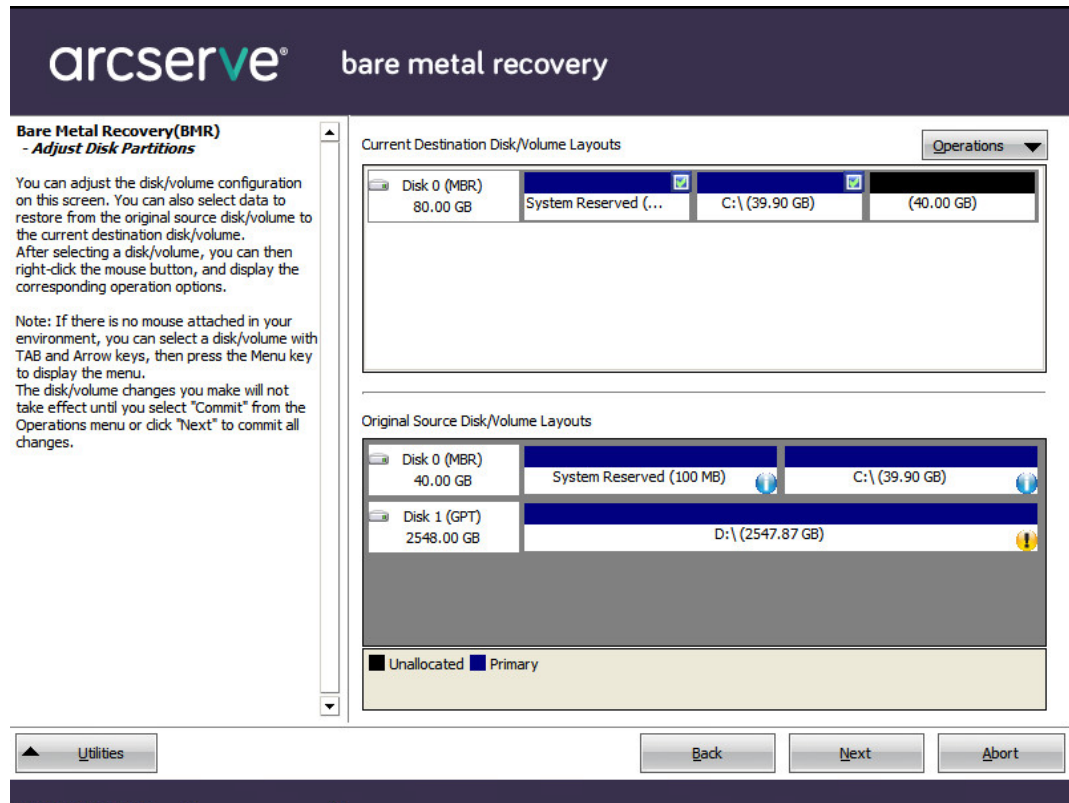 arcserve®
bare metal recovery
Bare Metal Recovery(BMR)
- Adjust Disk Partitions
You can adjust the disk/volume configuration
on this screen. You can also select data to
restore from the original source disk/volume to
the current destination disk/volume.
After selecting a disk/volume, you can then
right-click the mouse button, and display the
corresponding operation options.
Note: If there is no mouse attached in your
environment, you can select a disk/volume with
TAB and Arrow keys, then press the Menu key
to display the menu.
The disk/volume changes you make will not
take effect until you select "Commit" from the
Operations menu or click "Next" to commit all
changes.
Current Destination Disk/Volume Layouts
Operations
Disk 0 (MBR)
80.00 GB
System Reserved (...
C:\ (39.90 GB)
(40.00 GB)
Original Source Disk/Volume Layouts
Disk 0 (MBR)
40.00 GB
System Reserved (100 MB)
C:\ (39.90 GB)
Disk 1 (GPT)
2548.00 GB
D:\ (2547.87 GB)
Unallocated Primary
Utilities
Back
Next
Abort